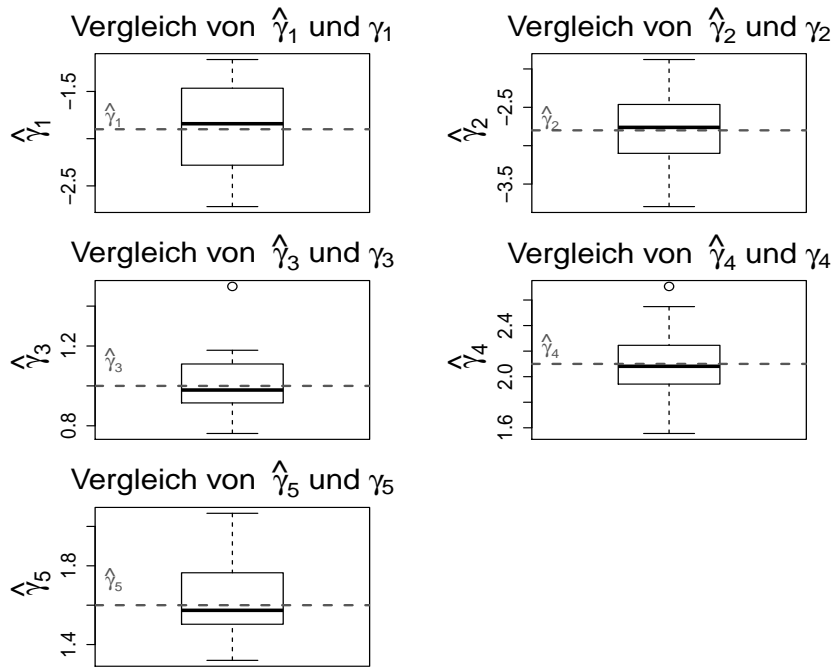 Vergleich von γ̂₁ und γ₁
−1.5
−2.5
γ̂₁
γ̂₁
Vergleich von γ̂₂ und γ₂
−2.5
−3.5
γ̂₂
γ̂₂
Vergleich von γ̂₃ und γ₃
1.2
0.8
γ̂₃
γ̂₃
Vergleich von γ̂₄ und γ₄
2.4
2.0
1.6
γ̂₄
γ̂₄
Vergleich von γ̂₅ und γ₅
1.8
1.4
γ̂₅
γ̂₅